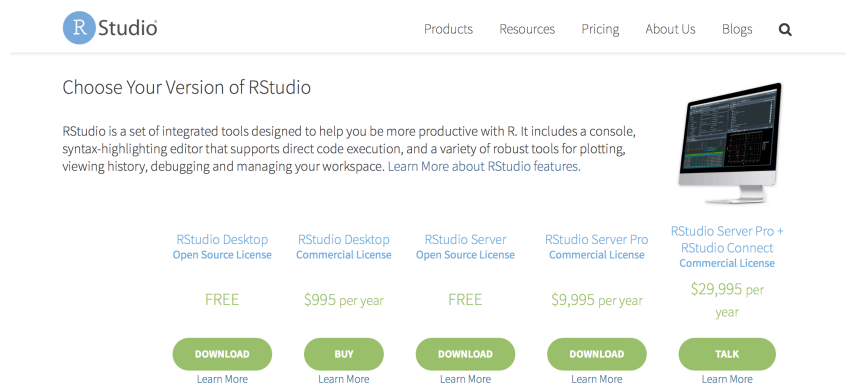 R Studio®
Products Resources Pricing About Us Blogs
Choose Your Version of RStudio
RStudio is a set of integrated tools designed to help you be more productive with R. It includes a console,
syntax-highlighting editor that supports direct code execution, and a variety of robust tools for plotting,
viewing history, debugging and managing your workspace. Learn More about RStudio features.
RStudio Desktop
Open Source License
FREE
DOWNLOAD
Learn More
RStudio Desktop
Commercial License
$995 per year
BUY
Learn More
RStudio Server
Open Source License
FREE
DOWNLOAD
Learn More
RStudio Server Pro
Commercial License
$9,995 per year
DOWNLOAD
Learn More
RStudio Server Pro +
RStudio Connect
Commercial License
$29,995 per
year
TALK
Learn More